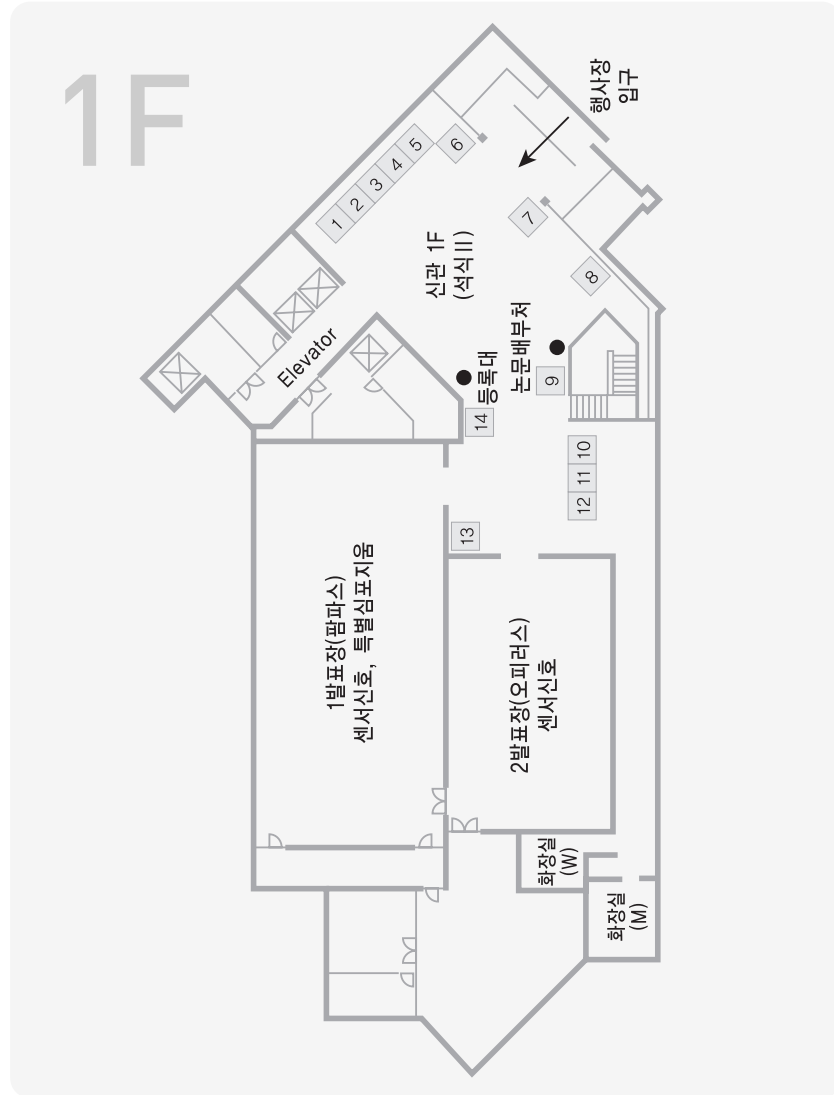 1F
행사장
입구
1
2
3
4
5
6
7
8
신관 1F
(석식Ⅱ)
Elevator
등록대
논문배부처
9
14
10
11
12
13
1발표장(팜파스)
센서신호, 특별심포지움
2발표장(오피러스)
센서신호
화장실
(W)
화장실
(M)